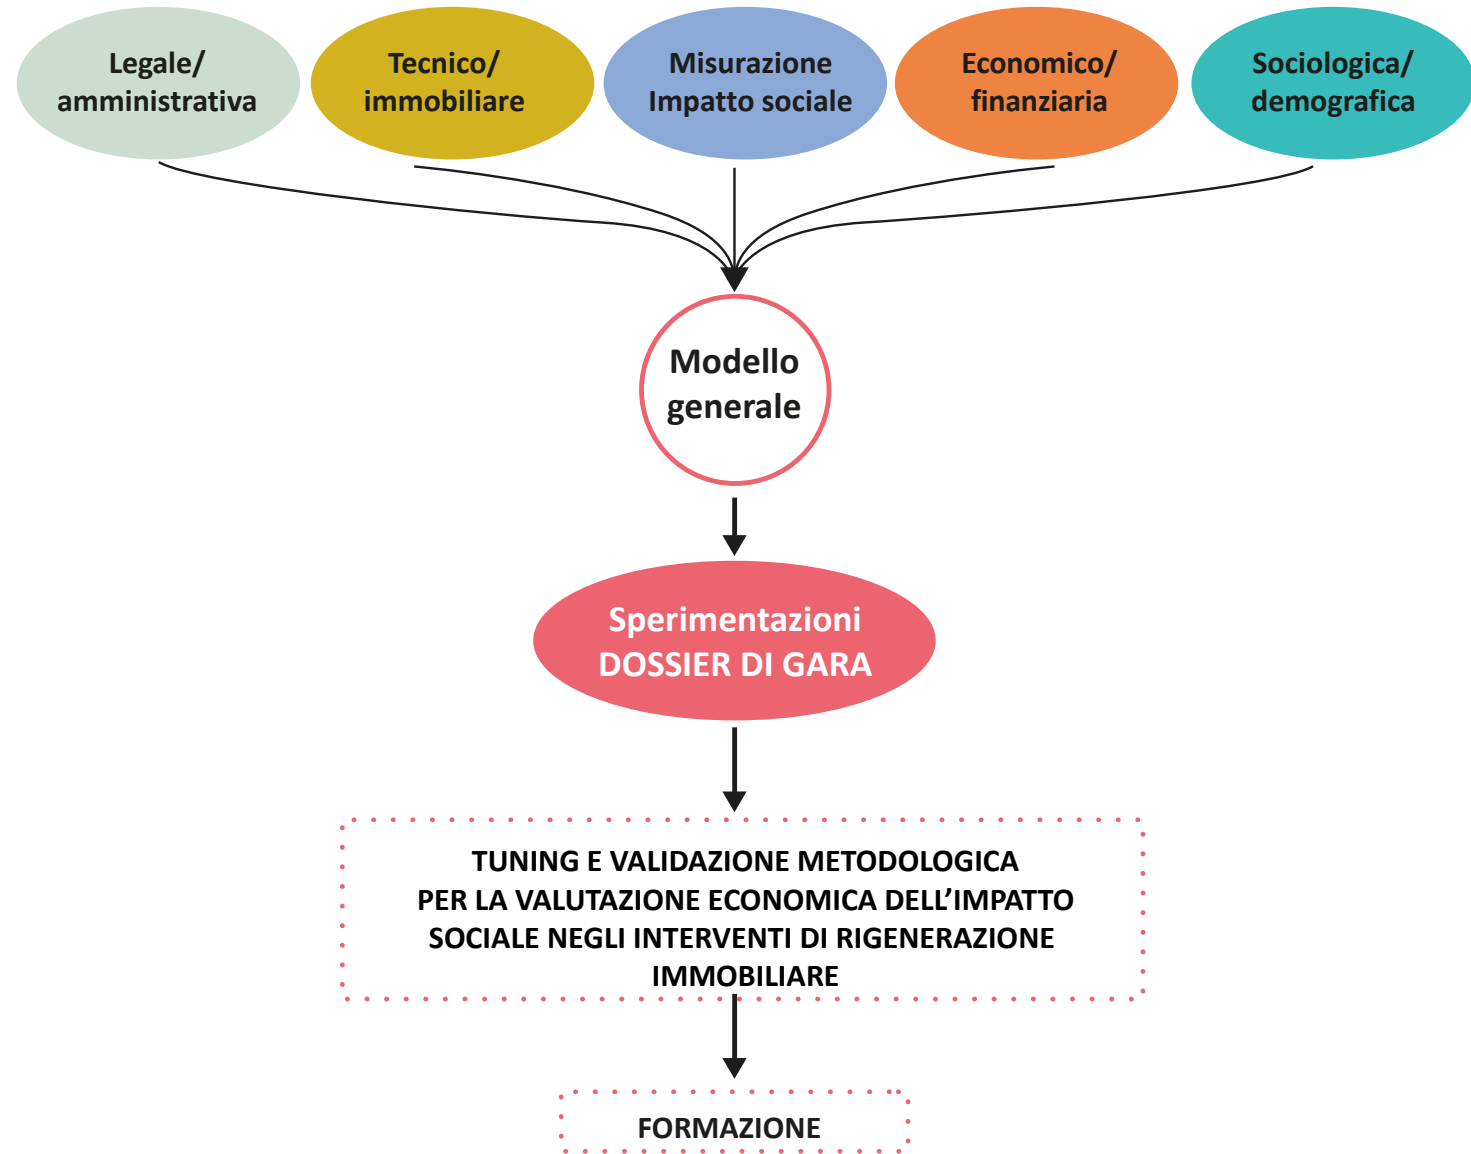 Legale/
amministrativa
Tecnico/
immobiliare
Misurazione
Impatto sociale
Economico/
finanziaria
Sociologica/
demografica
Modello
generale
Sperimentazioni
DOSSIER DI GARA
TUNING E VALIDAZIONE METODOLOGICA
PER LA VALUTAZIONE ECONOMICA DELL’IMPATTO
SOCIALE NEGLI INTERVENTI DI RIGENERAZIONE
IMMOBILIARE
FORMAZIONE